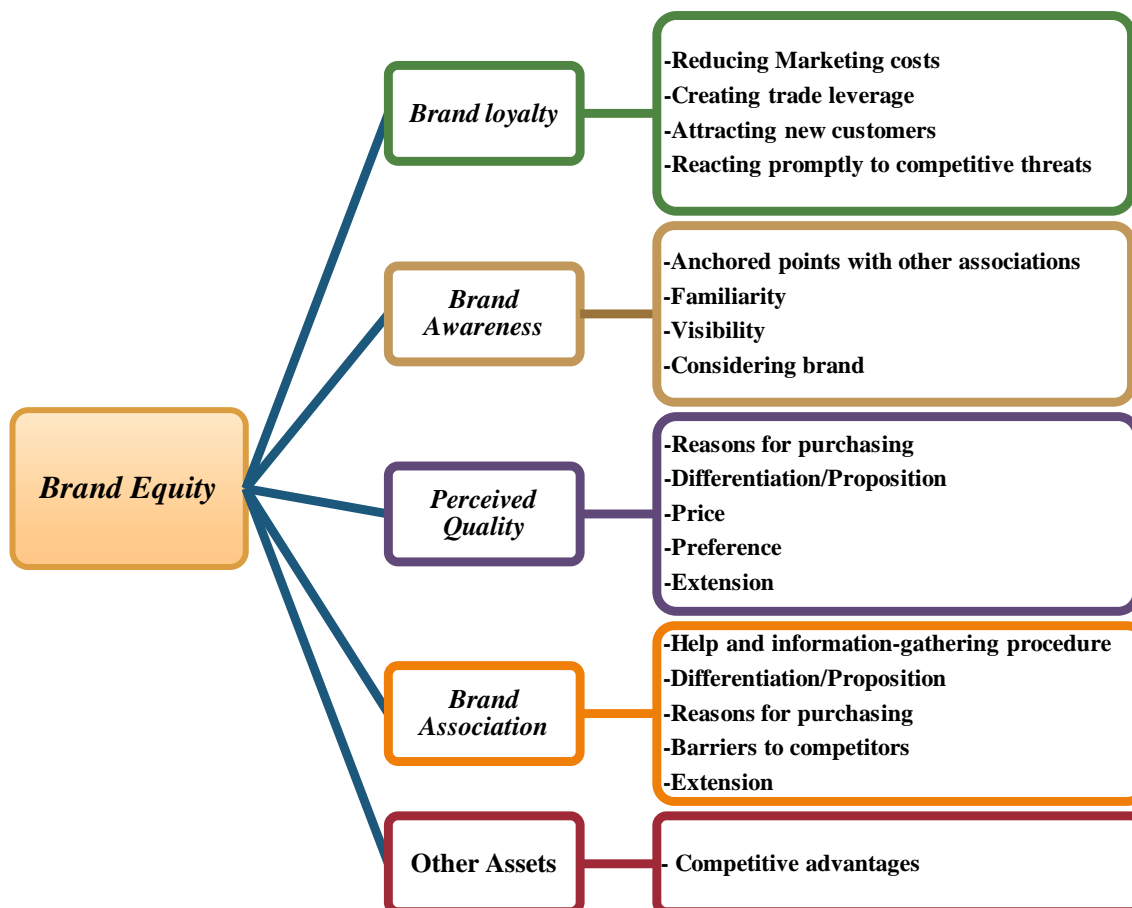 Brand Equity
Brand loyalty
-Reducing Marketing costs
-Creating trade leverage
-Attracting new customers
-Reacting promptly to competitive threats
Brand
Awareness
-Anchored points with other associations
-Familiarity
-Visibility
-Considering brand
Perceived
Quality
-Reasons for purchasing
-Differentiation/Proposition
-Price
-Preference
-Extension
Brand
Association
-Help and information-gathering procedure
-Differentiation/Proposition
-Reasons for purchasing
-Barriers to competitors
-Extension
Other Assets
- Competitive advantages